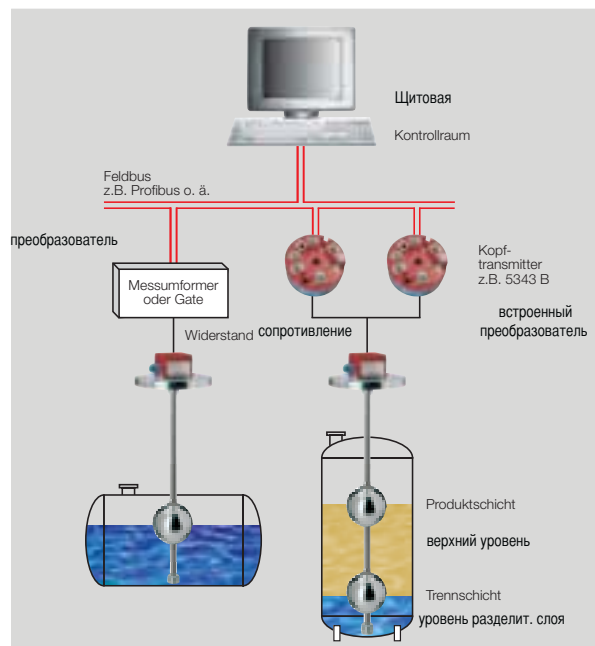 Щитовая
Kontrollraum
Feldbus
z.B. Profibus o. ä.
преобразователь
Messumformer
oder Gate
Kopf-
transmitter
z.B. 5343 B
встроенный
преобразователь
Widerstand
сопротивление
Produktschicht
верхний уровень
Trennschicht
уровень разделит. слоя